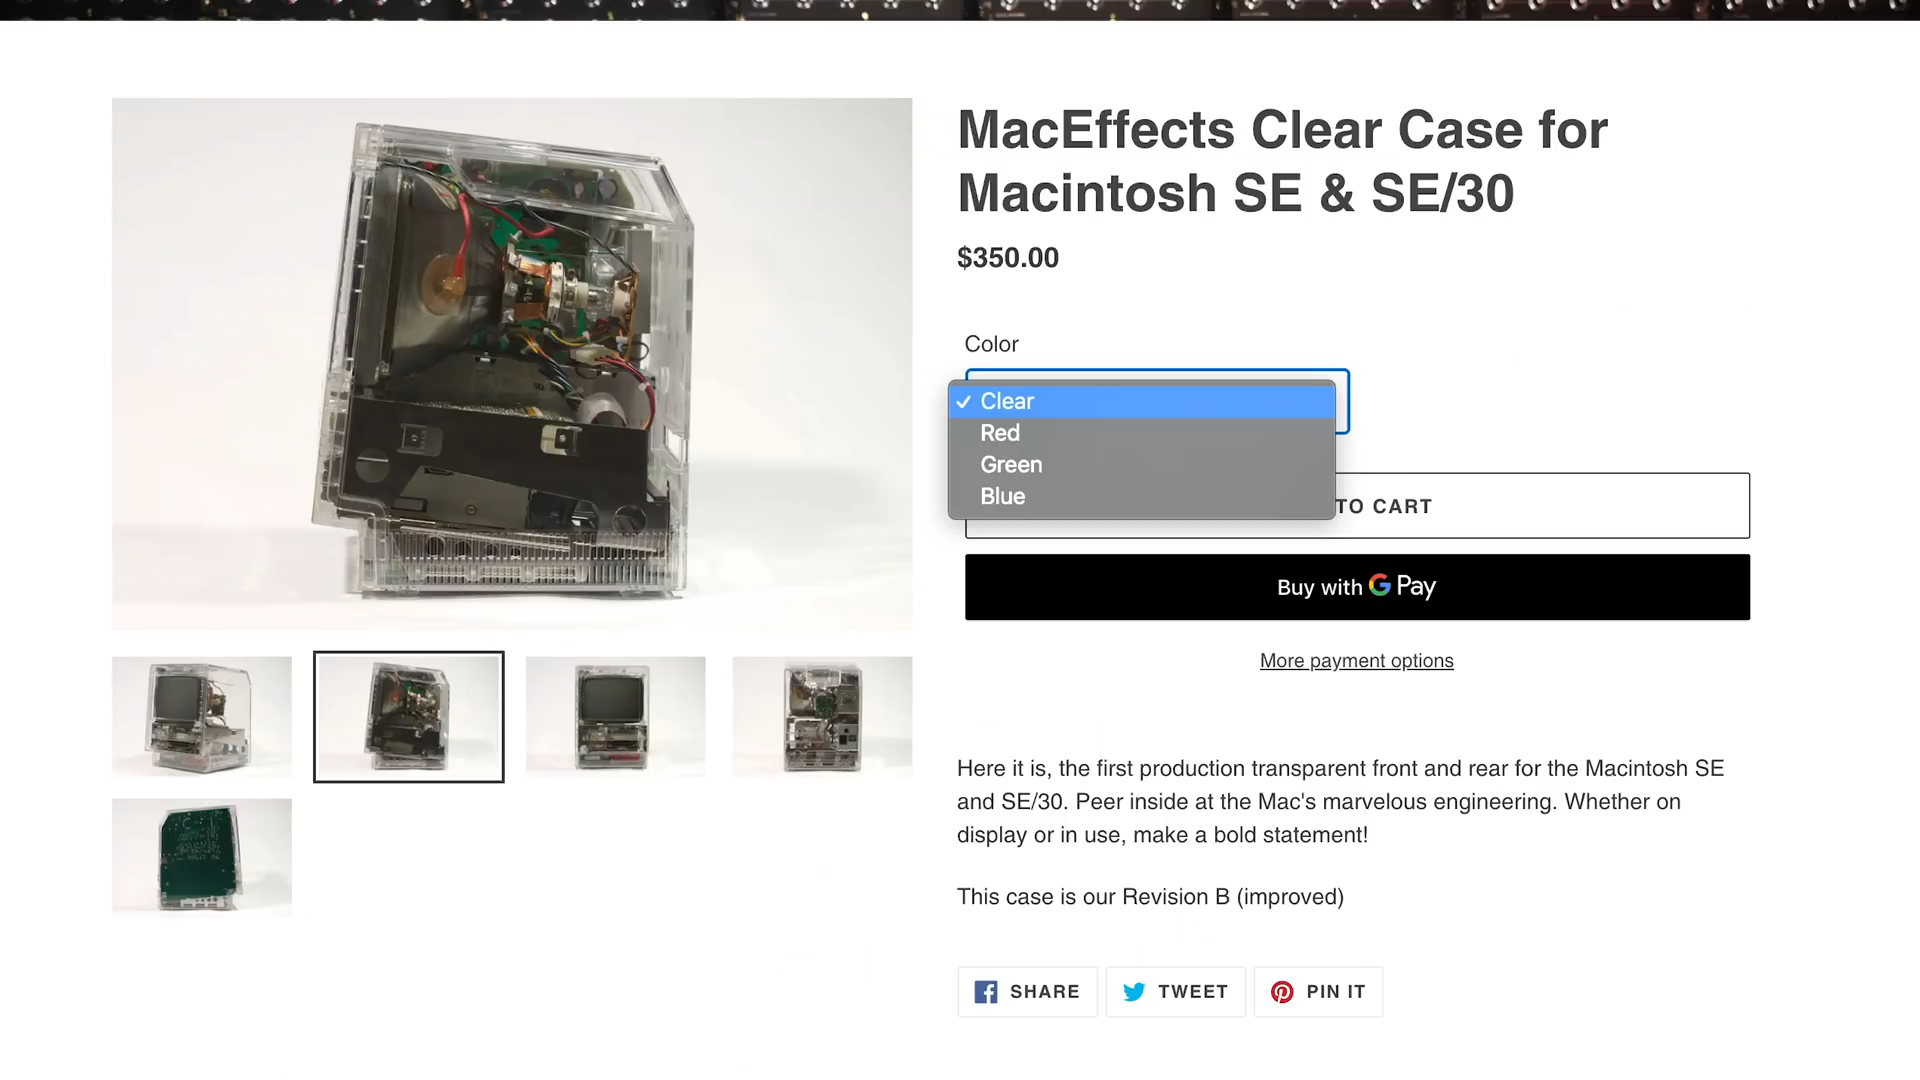 MacEffects Clear Case for
Macintosh SE & SE/30
$350.00
Color
✓ Clear
Red
Green
Blue
TO CART
Buy with G Pay
More payment options
Here it is, the first production transparent front and rear for the Macintosh SE
and SE/30. Peer inside at the Mac's marvelous engineering. Whether on
display or in use, make a bold statement!
This case is our Revision B (improved)
SHARE
TWEET
PIN IT